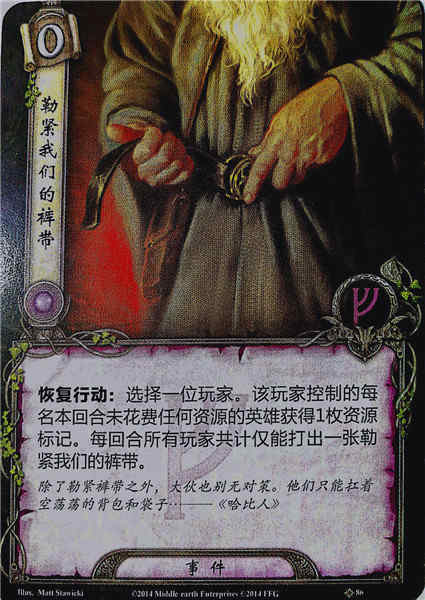 0
勒紧我们的裤带
恢复行动：选择一位玩家。该玩家控制的每
名本回合未花费任何资源的英雄获得1枚资源
标记。每回合所有玩家共计仅能打出一张勒
紧我们的裤带。
除了勒紧裤带之外，大伙也别无对策。他们只能扛着
空荡荡的背包和袋子……——《哈比人》
事件
Illus. Matt Stawicki
©2014 Middle-earth Enterprises ©2014 FFG
86